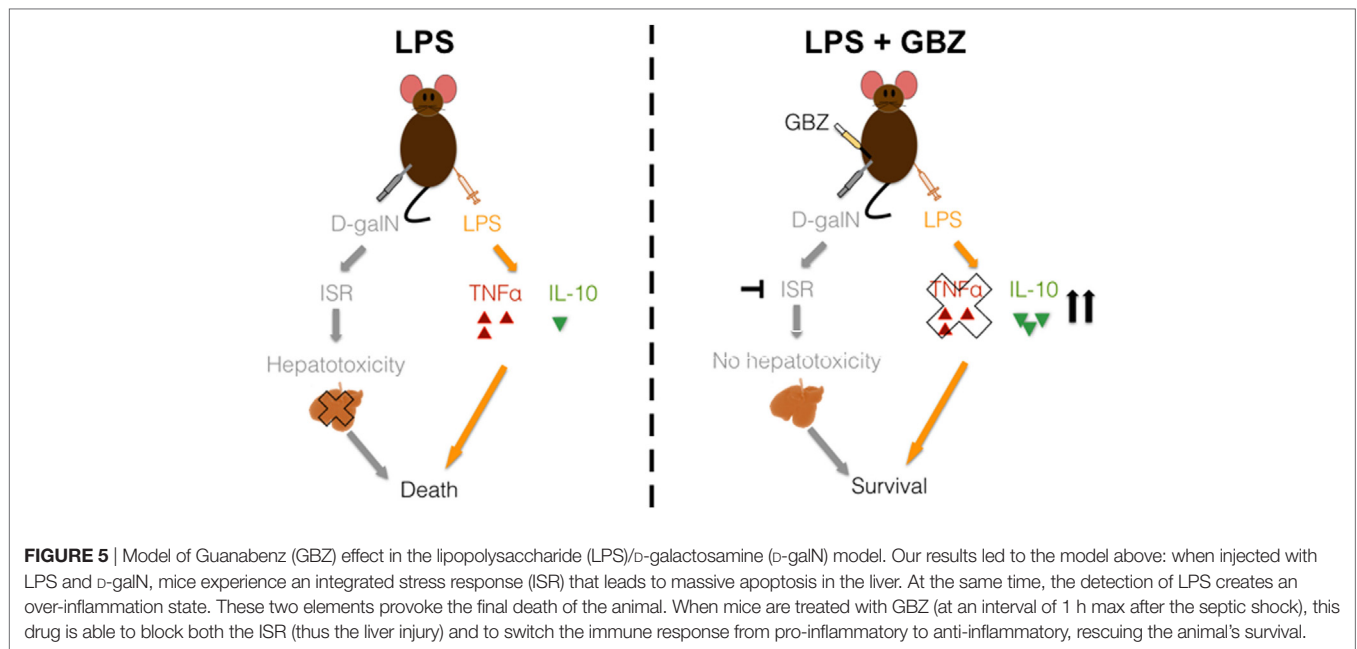 LPS
LPS + GBZ
GBZ
D-galN
LPS
ISR
TNFα
IL-10
Hepatotoxicity
Death
D-galN
LPS
ISR
TNFα
IL-10
No hepatotoxicity
Survival
FIGURE 5 | Model of Guanabenz (GBZ) effect in the lipopolysaccharide (LPS)/D-galactosamine (D-galN) model. Our results led to the model above: when injected with
LPS and D-galN, mice experience an integrated stress response (ISR) that leads to massive apoptosis in the liver. At the same time, the detection of LPS creates an
over-inflammation state. These two elements provoke the final death of the animal. When mice are treated with GBZ (at an interval of 1 h max after the septic shock), this
drug is able to block both the ISR (thus the liver injury) and to switch the immune response from pro-inflammatory to anti-inflammatory, rescuing the animal's survival.